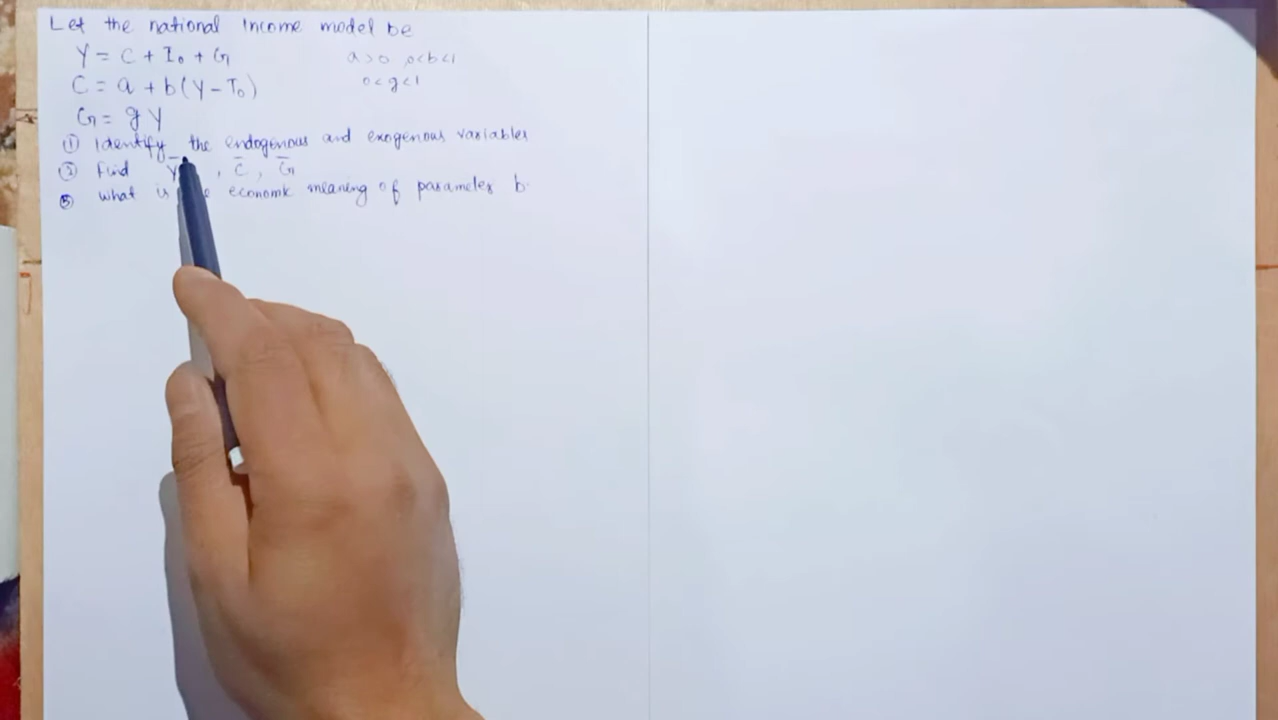 Let the national income model be
Y = C + I₀ + G a>0, 0<b<1
C = a + b(Y-T₀) 0<g<1
G = gY
① Identify the endogenous and exogenous variables
② Find Ȳ, C̄, Ḡ
③ what is economic meaning of parameter b.